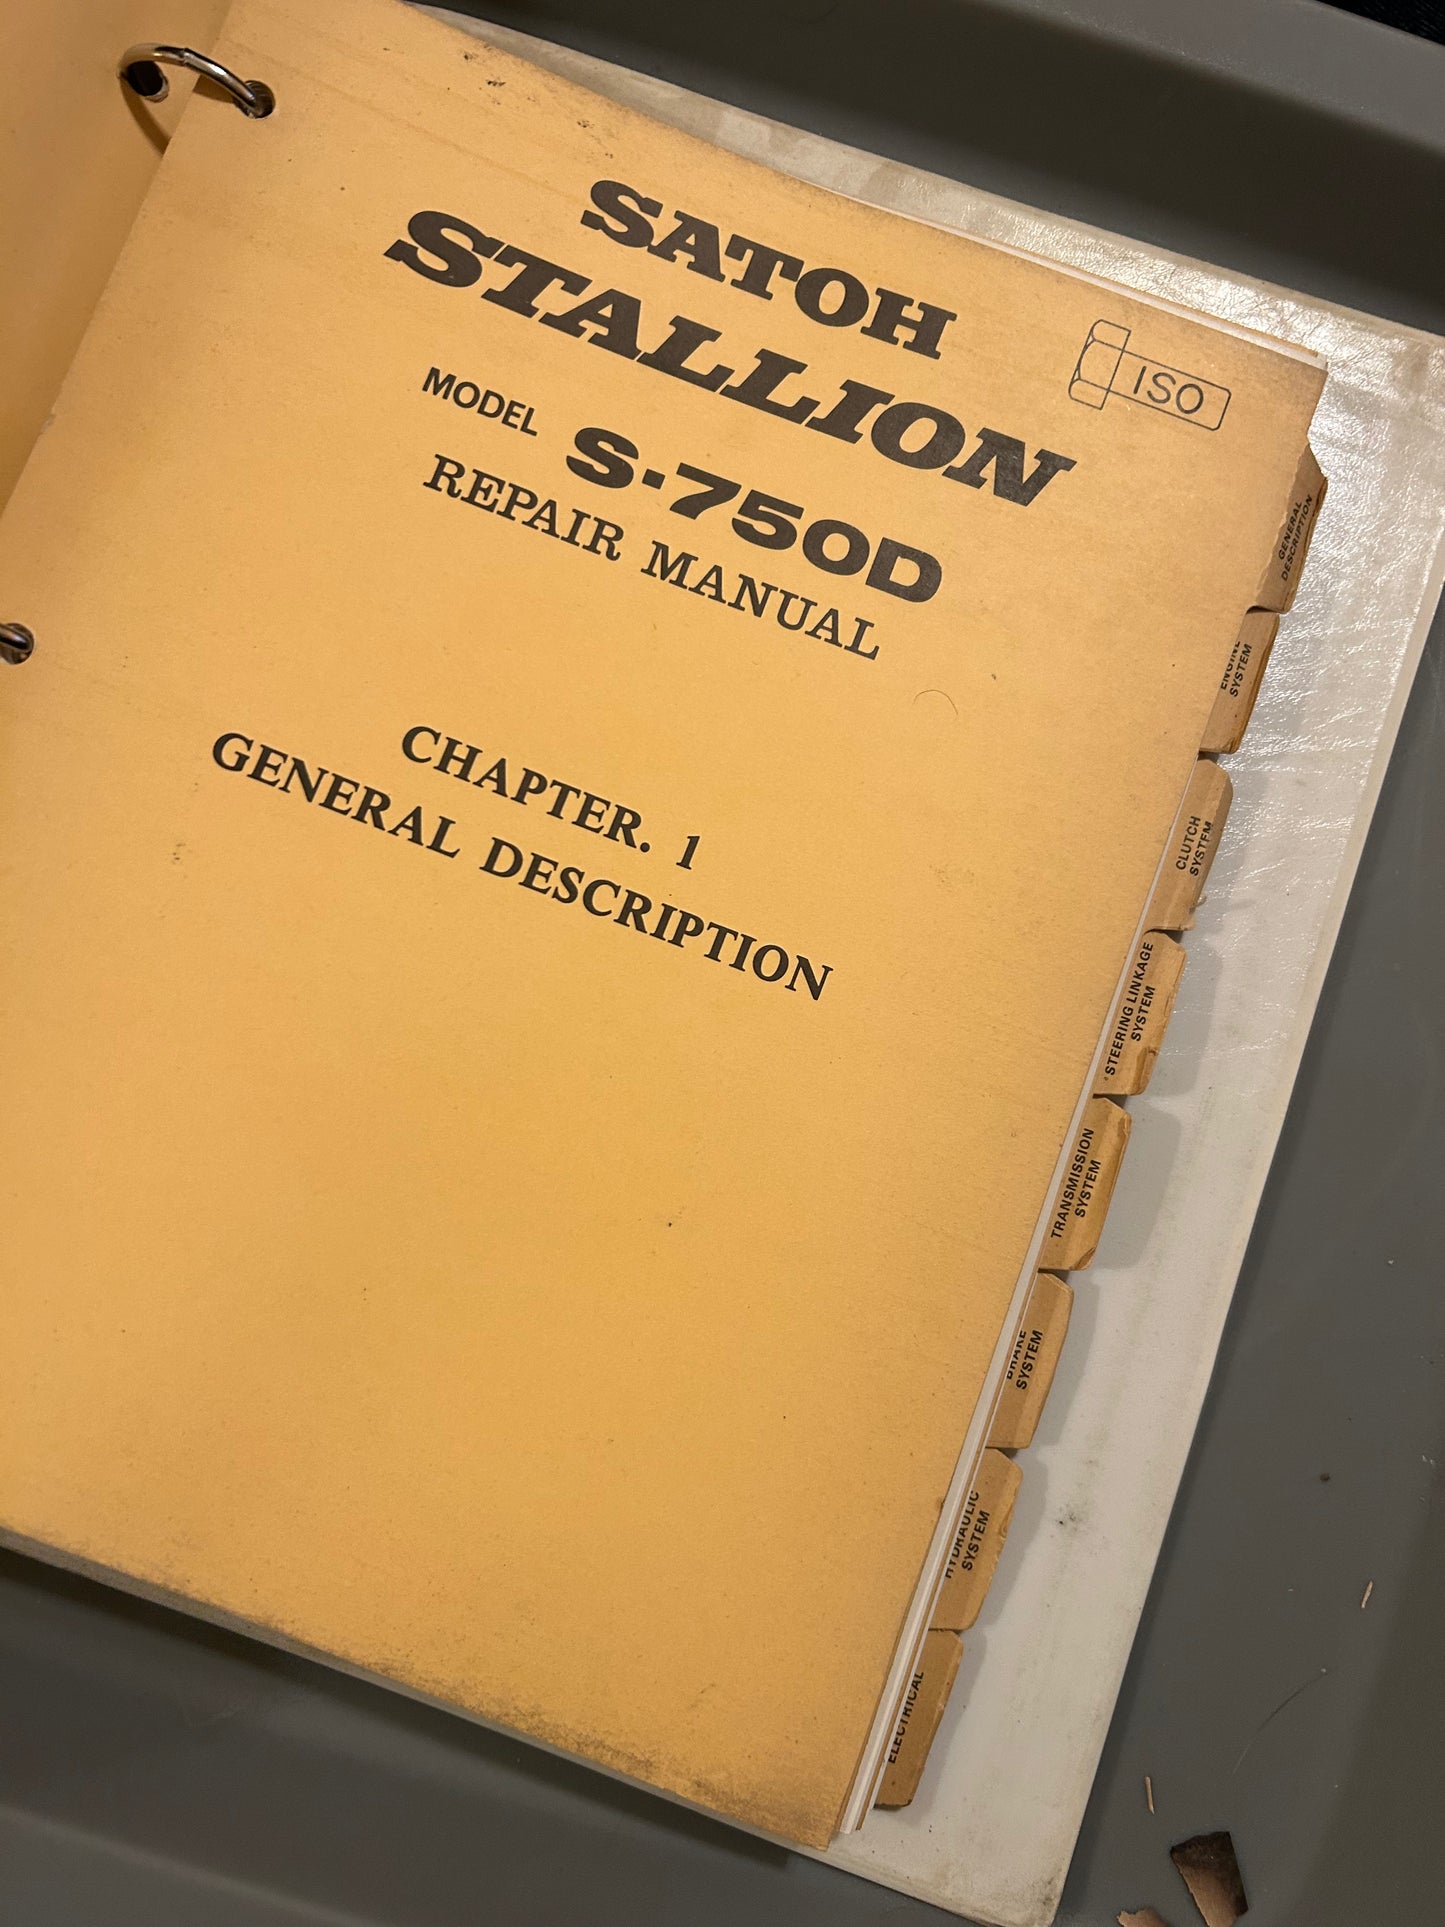 SATOH
STALLION
ISO
MODEL S·750D
REPAIR MANUAL
CHAPTER. 1
GENERAL DESCRIPTION
GENERAL
DESCRIPTION
ENGINE
SYSTEM
CLUTCH
SYSTEM
STEERING LINKAGE
SYSTEM
TRANSMISSION
SYSTEM
BRAKE
SYSTEM
HYDRAULIC
SYSTEM
ELECTRICAL